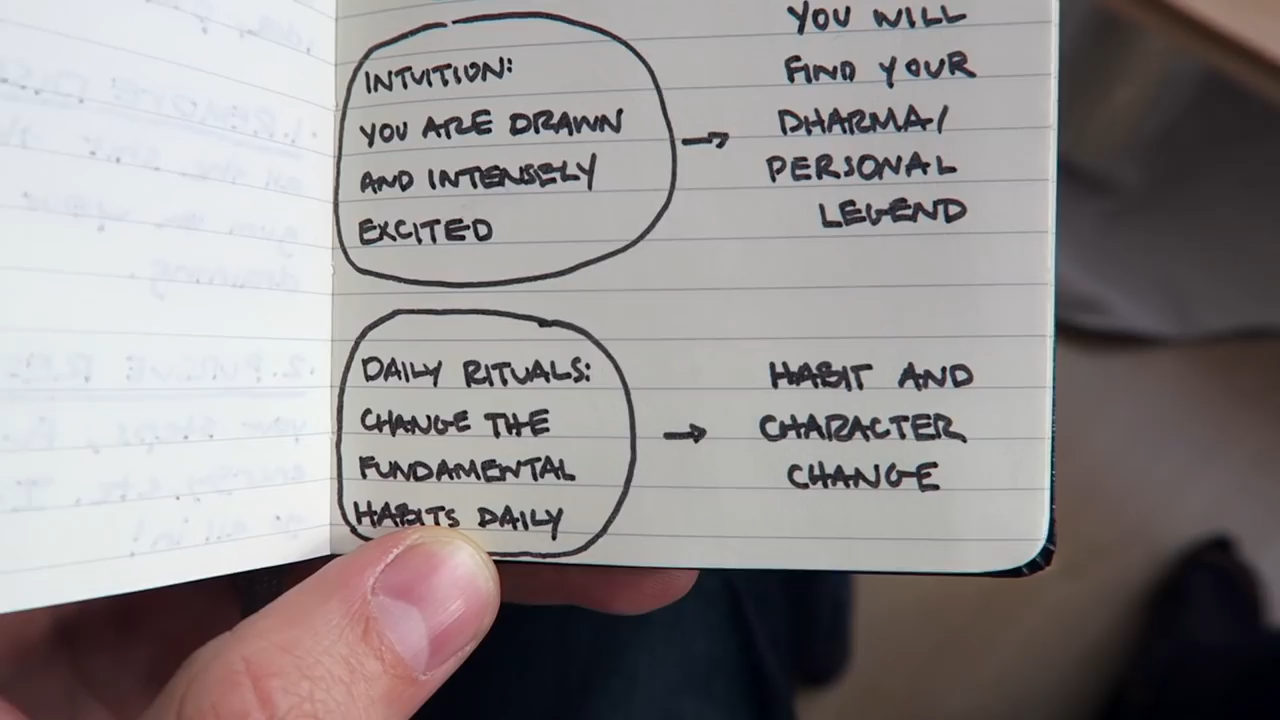 INTUITION:
YOU ARE DRAWN
AND INTENSELY
EXCITED
→
YOU WILL
FIND YOUR
DHARMA/
PERSONAL
LEGEND
DAILY RITUALS:
CHANGE THE
FUNDAMENTAL
HABITS DAILY
→
HABIT AND
CHARACTER
CHANGE